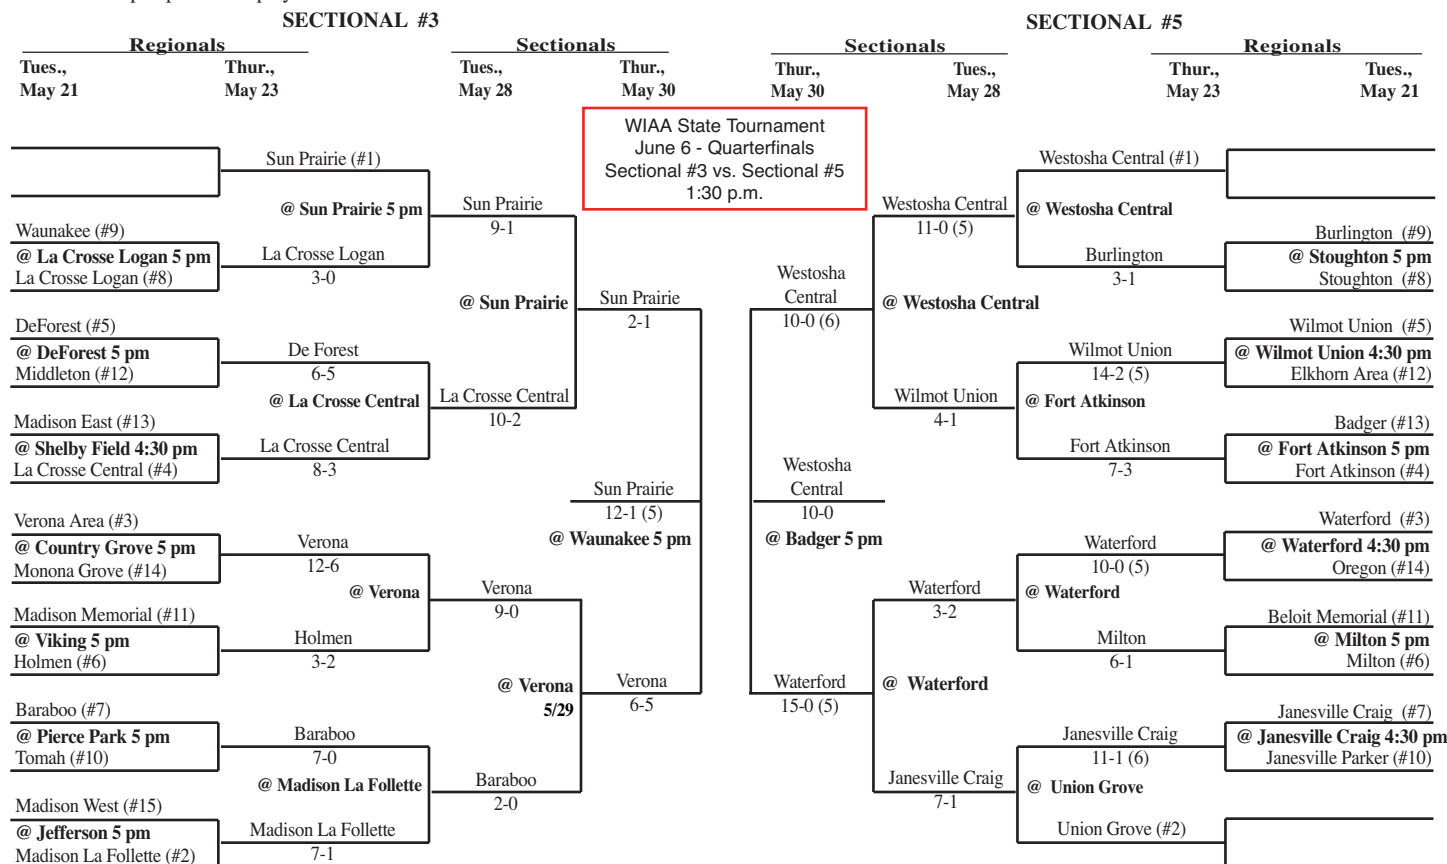 SECTIONAL #3
Regionals
Sectionals
Tues.,
May 21
Thur.,
May 23
Tues.,
May 28
Thur.,
May 30
Sun Prairie (#1)
@ Sun Prairie 5 pm
Sun Prairie
9-1
Waunakee (#9)
@ La Crosse Logan 5 pm
La Crosse Logan (#8)
La Crosse Logan
3-0
@ Sun Prairie
Sun Prairie
2-1
DeForest (#5)
@ DeForest 5 pm
Middleton (#12)
De Forest
6-5
@ La Crosse Central
La Crosse Central
10-2
Madison East (#13)
@ Shelby Field 4:30 pm
La Crosse Central (#4)
La Crosse Central
8-3
Sun Prairie
12-1 (5)
@ Waunakee 5 pm
Verona Area (#3)
@ Country Grove 5 pm
Monona Grove (#14)
Verona
12-6
@ Verona
Verona
9-0
Madison Memorial (#11)
@ Viking 5 pm
Holmen (#6)
Holmen
3-2
@ Verona
5/29
Verona
6-5
Baraboo (#7)
@ Pierce Park 5 pm
Tomah (#10)
Baraboo
7-0
@ Madison La Follette
Baraboo
2-0
Madison West (#15)
@ Jefferson 5 pm
Madison La Follette (#2)
Madison La Follette
7-1
WIAA State Tournament
June 6 - Quarterfinals
Sectional #3 vs. Sectional #5
1:30 p.m.
SECTIONAL #5
Sectionals
Regionals
Thur.,
May 30
Tues.,
May 28
Thur.,
May 23
Tues.,
May 21
Westosha Central (#1)
Westosha Central
11-0 (5)
@ Westosha Central
Burlington (#9)
@ Stoughton 5 pm
Stoughton (#8)
Burlington
3-1
Westosha
Central
10-0 (6)
@ Westosha Central
Wilmot Union (#5)
@ Wilmot Union 4:30 pm
Elkhorn Area (#12)
Wilmot Union
14-2 (5)
Wilmot Union
4-1
@ Fort Atkinson
Badger (#13)
@ Fort Atkinson 5 pm
Fort Atkinson (#4)
Fort Atkinson
7-3
Westosha
Central
10-0
@ Badger 5 pm
Waterford (#3)
@ Waterford 4:30 pm
Oregon (#14)
Waterford
10-0 (5)
Waterford
3-2
@ Waterford
Beloit Memorial (#11)
@ Milton 5 pm
Milton (#6)
Milton
6-1
Waterford
15-0 (5)
@ Waterford
Janesville Craig (#7)
@ Janesville Craig 4:30 pm
Janesville Parker (#10)
Janesville Craig
11-1 (6)
Janesville Craig
7-1
@ Union Grove
Union Grove (#2)